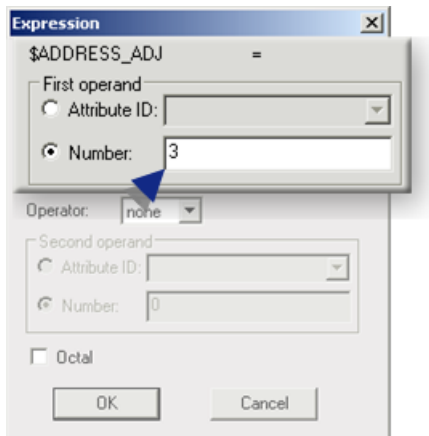 Expression
$ADDRESS_ADJ =
First operand
Attribute ID:
Number: 3
Operator: none
Second operand
Attribute ID:
Number: 0
Octal
OK Cancel